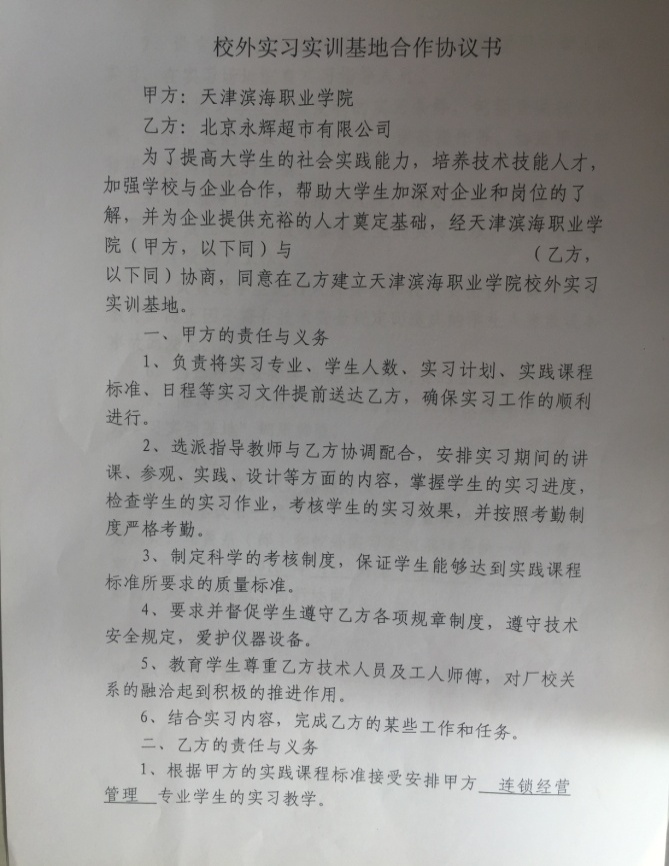 校外实习实训基地合作协议书
甲方：天津滨海职业学院
乙方：北京永辉超市有限公司
为了提高大学生的社会实践能力，培养技术技能人才，
加强学校与企业合作，帮助大学生加深对企业和岗位的了
解，并为企业提供充裕的人才奠定基础，经天津滨海职业学
院（甲方，以下同）与 （乙方，
以下同）协商，同意在乙方建立天津滨海职业学院校外实习
实训基地。
一、甲方的责任与义务
1、负责将实习专业、学生人数、实习计划、实践课程
标准、日程等实习文件提前送达乙方，确保实习工作的顺利
进行。
2、选派指导教师与乙方协调配合，安排实习期间的讲
课、参观、实践、设计等方面的内容，掌握学生的实习进度，
检查学生的实习作业，考核学生的实习效果，并按照考勤制
度严格考勤。
3、制定科学的考核制度，保证学生能够达到实践课程
标准所要求的质量标准。
4、要求并督促学生遵守乙方各项规章制度，遵守技术
安全规定，爱护仪器设备。
5、教育学生尊重乙方技术人员及工人师傅，对厂校关
系的融洽起到积极的推进作用。
6、结合实习内容，完成乙方的某些工作和任务。
二、乙方的责任与义务
1、根据甲方的实践课程标准接受安排甲方 连锁经营
管理 专业学生的实习教学。